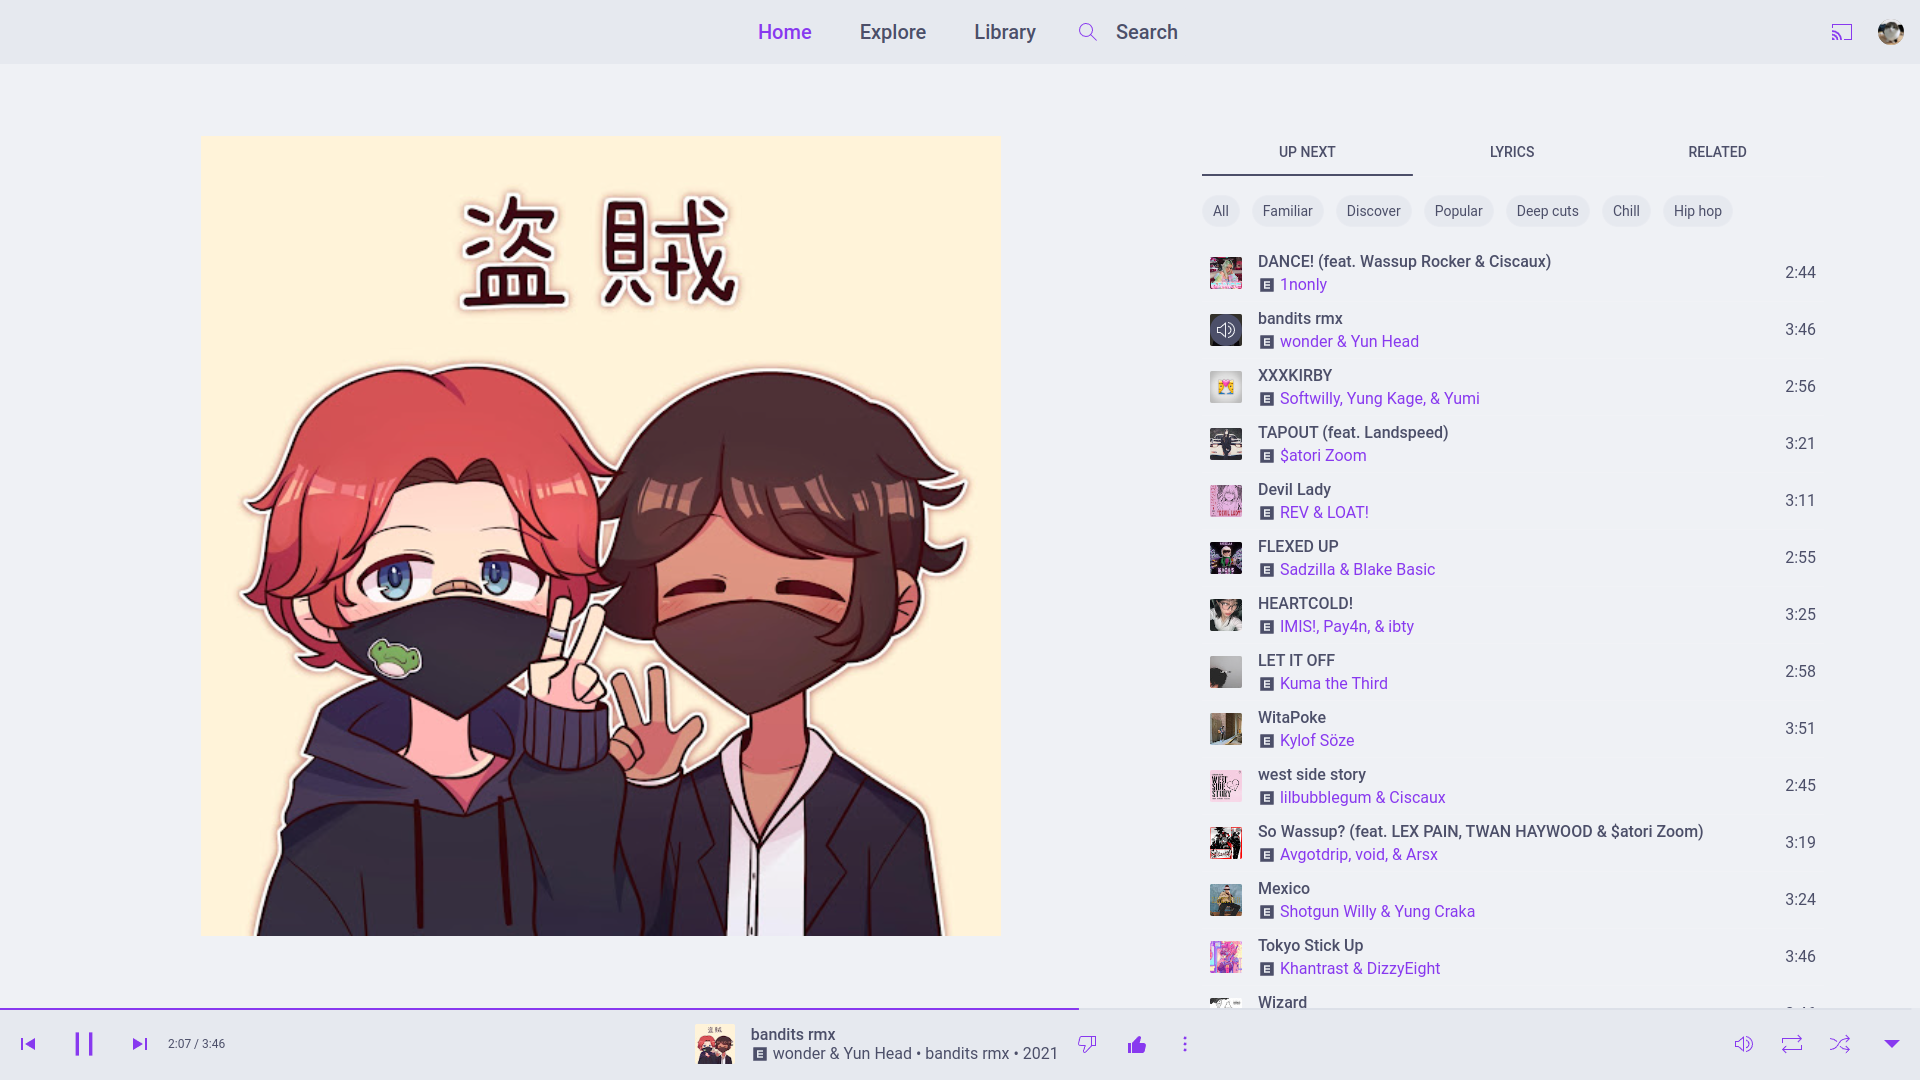 Home
Explore
Library
Search
盗賊
UP NEXT
LYRICS
RELATED
All
Familiar
Discover
Popular
Deep cuts
Chill
Hip hop
DANCE! (feat. Wassup Rocker & Ciscaux)
E 1nonly
2:44
bandits rmx
E wonder & Yun Head
3:46
XXXKIRBY
E Softwilly, Yung Kage, & Yumi
2:56
TAPOUT (feat. Landspeed)
E $atori Zoom
3:21
Devil Lady
E REV & LOAT!
3:11
FLEXED UP
E Sadzilla & Blake Basic
2:55
HEARTCOLD!
E IMIS!, Pay4n, & ibty
3:25
LET IT OFF
E Kuma the Third
2:58
WitaPoke
E Kylof Söze
3:51
west side story
E lilbubblegum & Ciscaux
2:45
So Wassup? (feat. LEX PAIN, TWAN HAYWOOD & $atori Zoom)
E Avgotdrip, void, & Arsx
3:19
Mexico
E Shotgun Willy & Yung Craka
3:24
Tokyo Stick Up
E Khantrast & DizzyEight
3:46
Wizard
2:07 / 3:46
bandits rmx
E wonder & Yun Head • bandits rmx • 2021